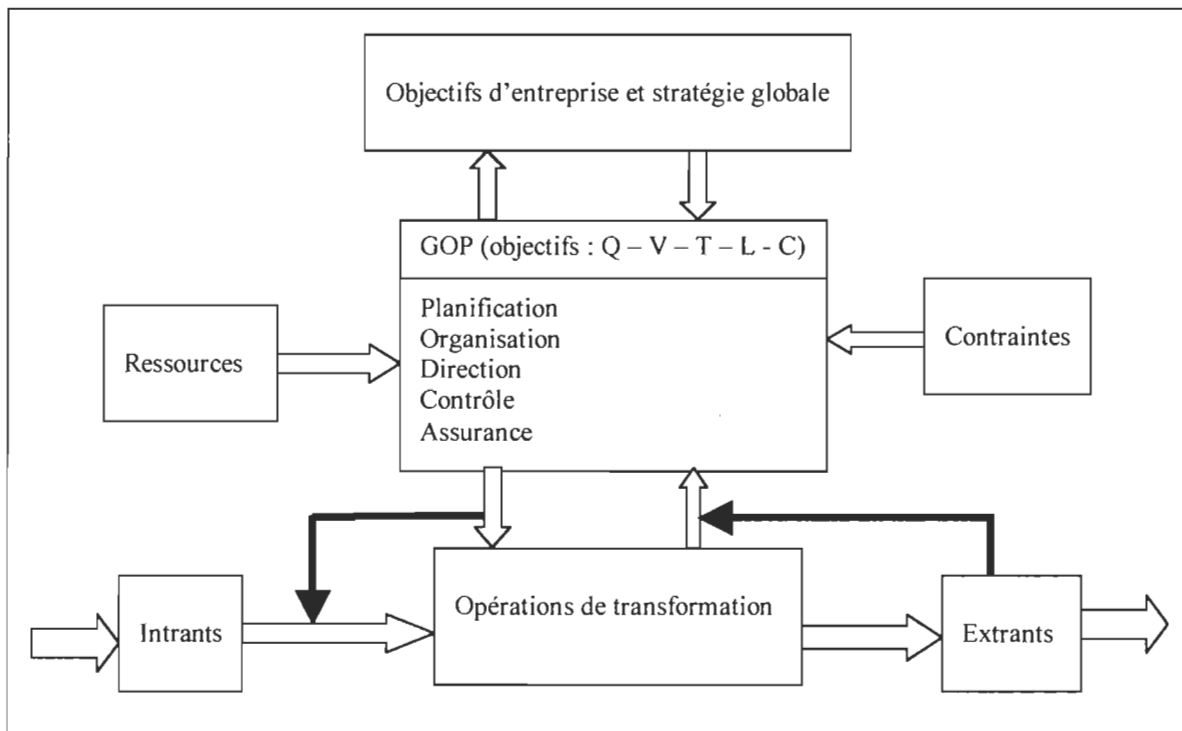 Objectifs d'entreprise et stratégie globale
GOP (objectifs : Q – V – T – L - C)
Planification
Organisation
Direction
Contrôle
Assurance
Ressources
Contraintes
Intrants
Opérations de transformation
Extrants